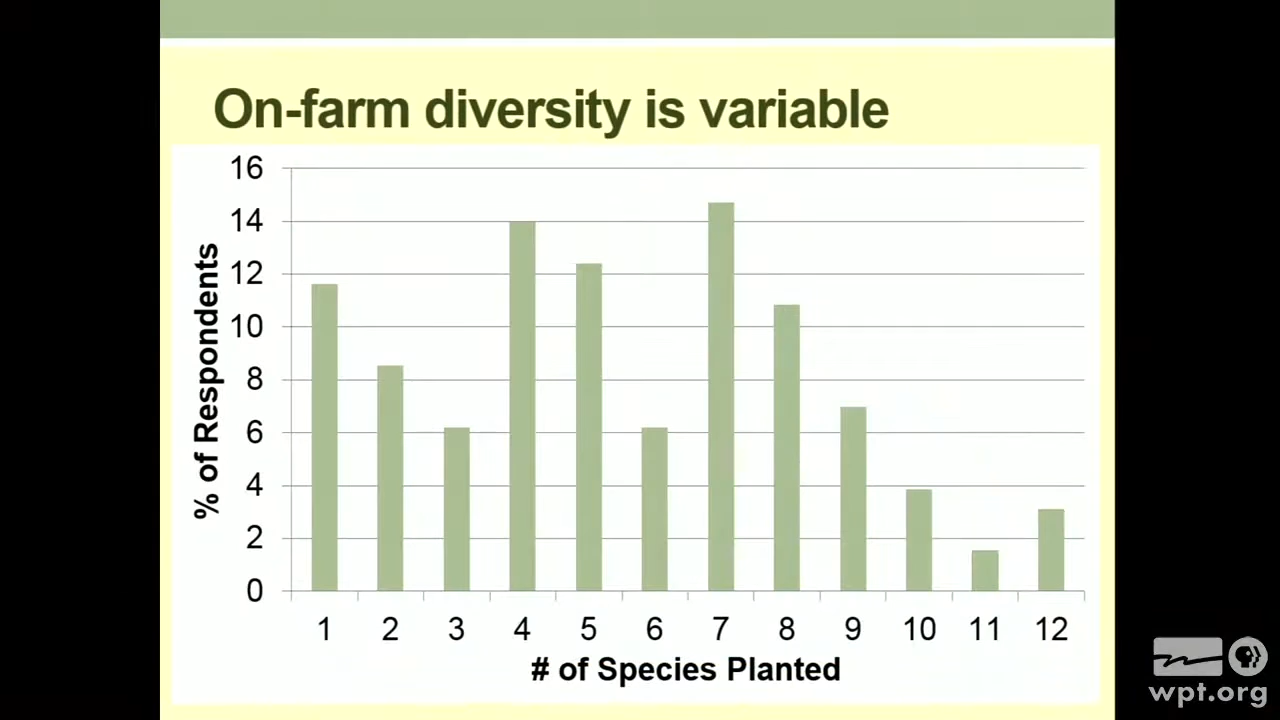 On-farm diversity is variable
16
14
12
10
8
6
4
2
0
% of Respondents
1 2 3 4 5 6 7 8 9 10 11 12
# of Species Planted
wpt.org